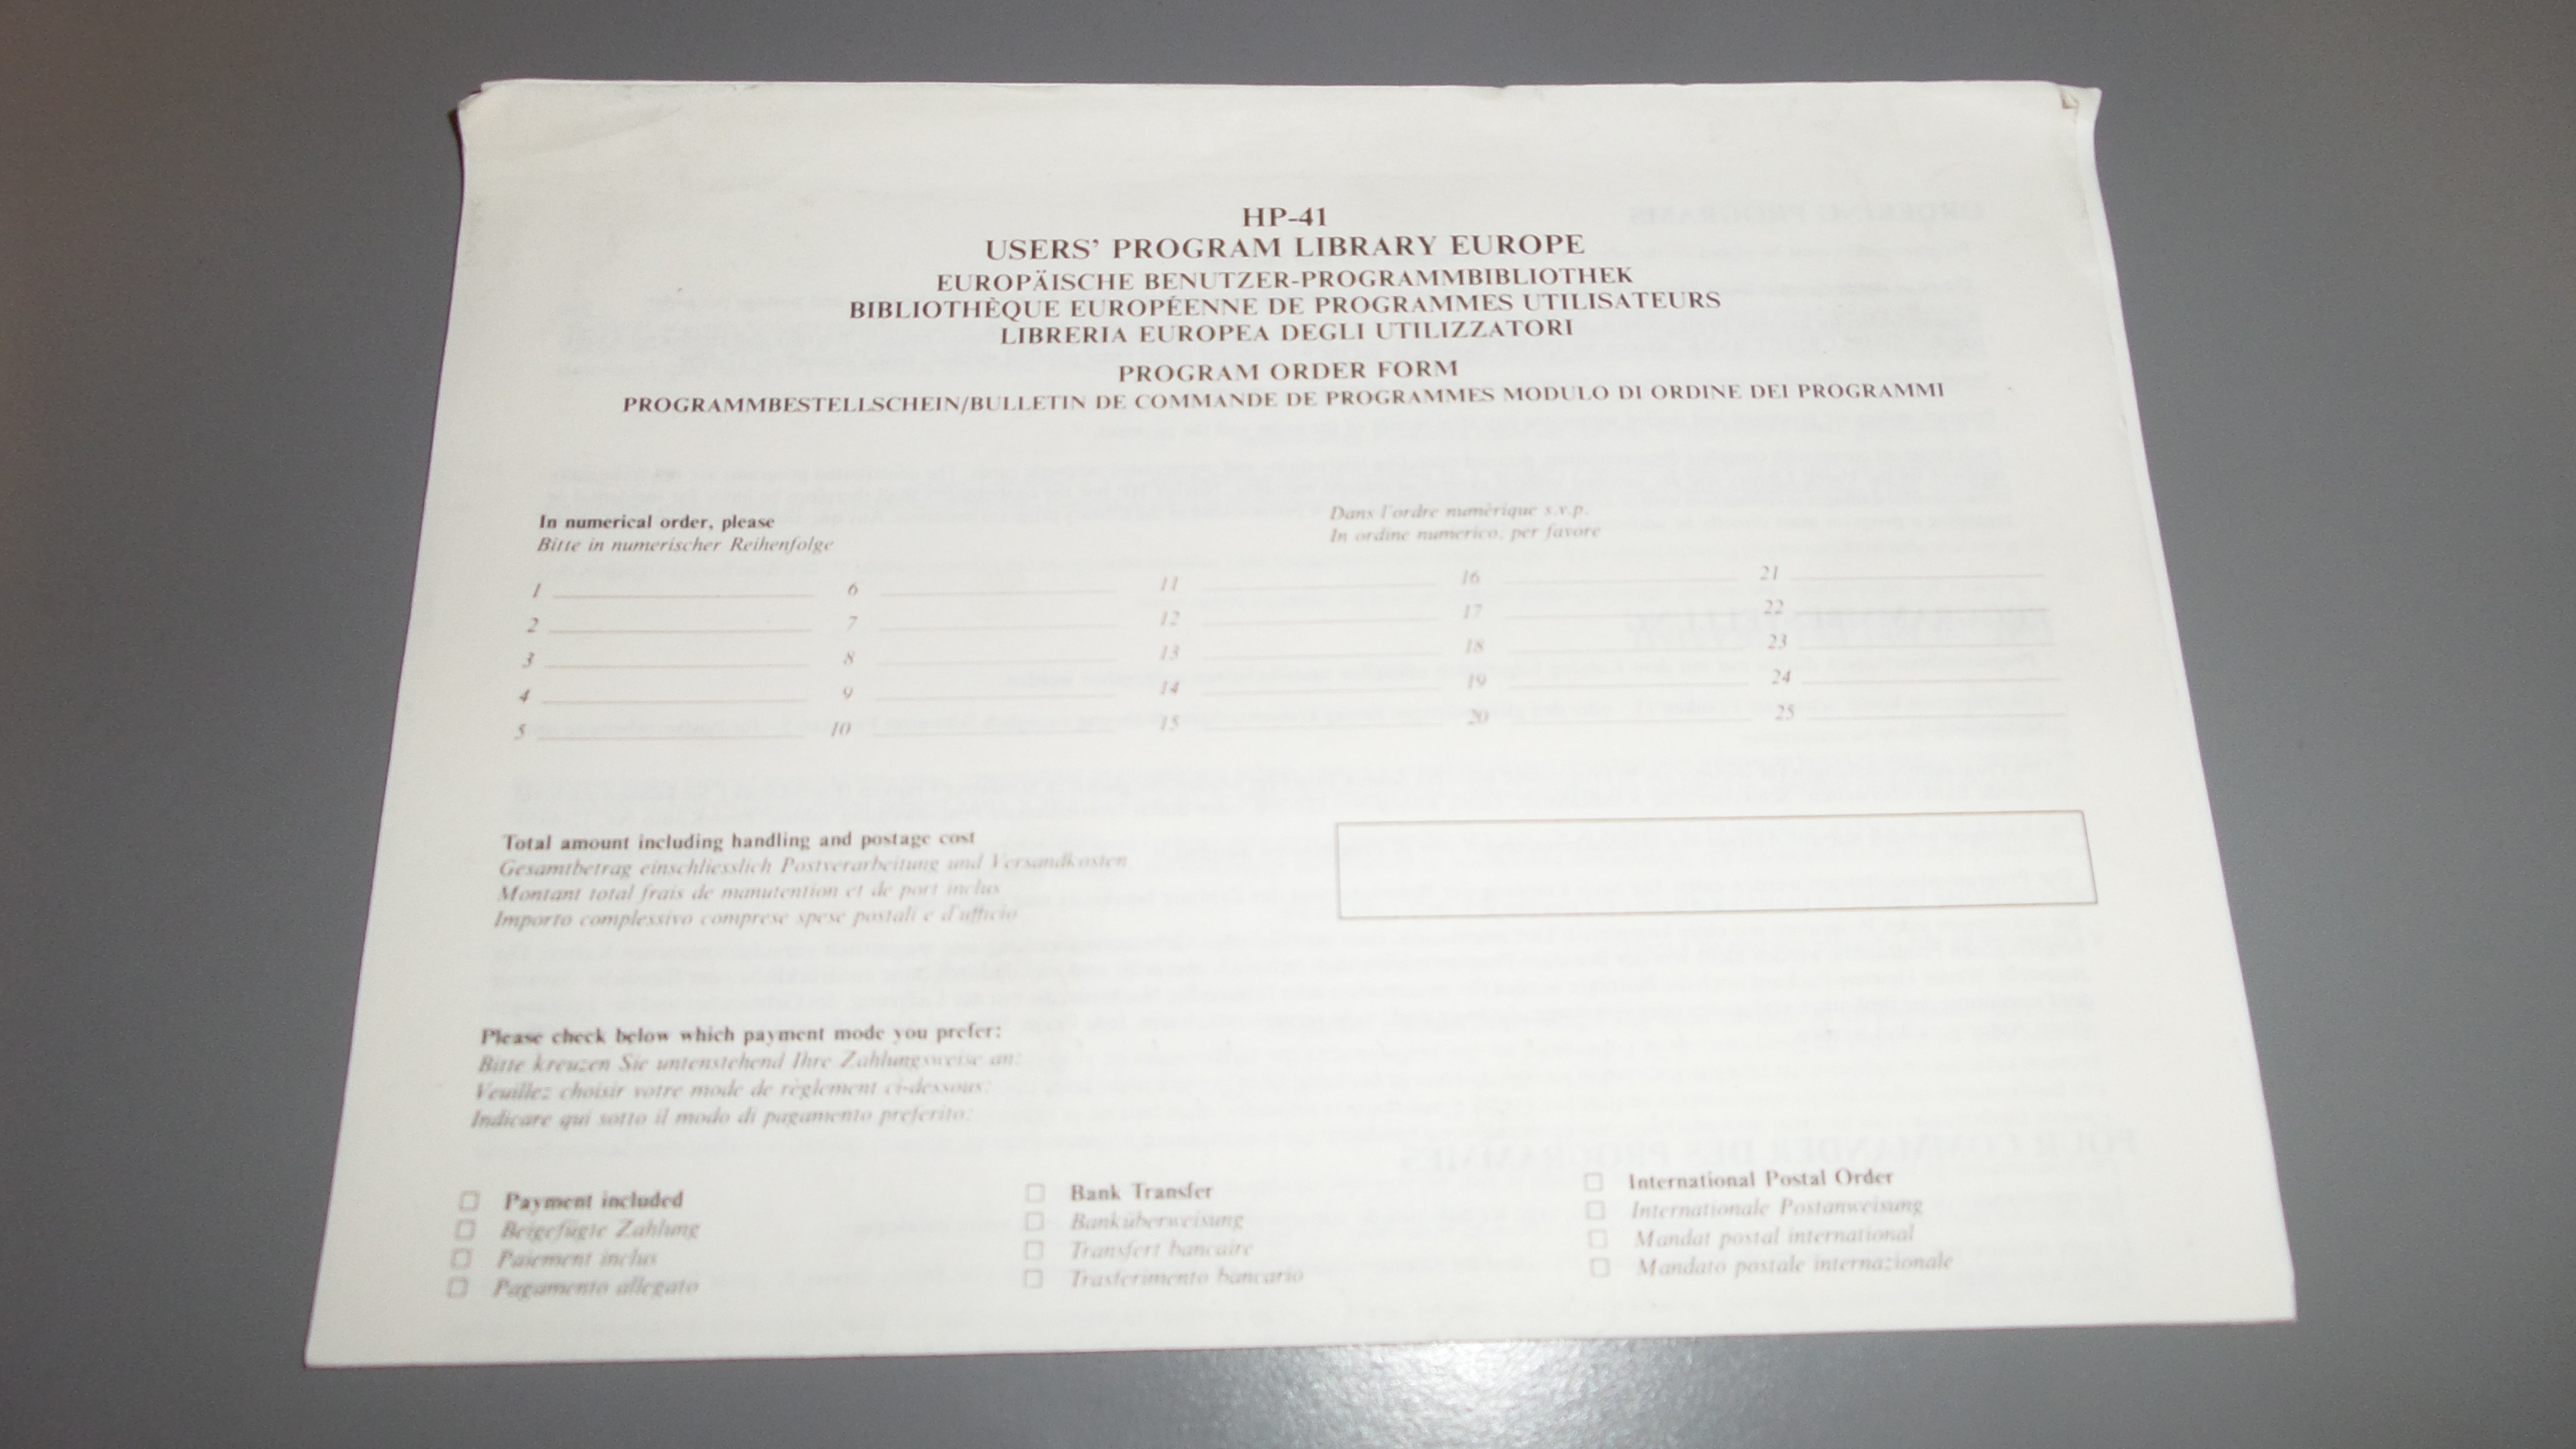 HP-41
USERS' PROGRAM LIBRARY EUROPE
EUROPÄISCHE BENUTZER-PROGRAMMBIBLIOTHEK
BIBLIOTHÈQUE EUROPÉENNE DE PROGRAMMES UTILISATEURS
LIBRERIA EUROPEA DEGLI UTILIZZATORI
PROGRAM ORDER FORM
PROGRAMMBESTELLSCHEIN/BULLETIN DE COMMANDE DE PROGRAMMES MODULO DI ORDINE DEI PROGRAMMI
In numerical order, please
Bitte in numerischer Reihenfolge
Dans l'ordre numérique s.v.p.
In ordine numerico, per favore
1 6 11 16 21
2 7 12 17 22
3 8 13 18 23
4 9 14 19 24
5 10 15 20 25
Total amount including handling and postage cost
Gesamtbetrag einschliesslich Postverarbeitung und Versandkosten
Montant total frais de manutention et de port inclus
Importo complessivo comprese spese postali e d'ufficio
Please check below which payment mode you prefer:
Bitte kreuzen Sie untenstehend Ihre Zahlungsweise an:
Veuillez choisir votre mode de règlement ci-dessous:
Indicare qui sotto il modo di pagamento preferito:
Payment included
Beigefügte Zahlung
Paiement inclus
Pagamento allegato
Bank Transfer
Banküberweisung
Transfert bancaire
Trasferimento bancario
International Postal Order
Internationale Postanweisung
Mandat postal international
Mandato postale internazionale